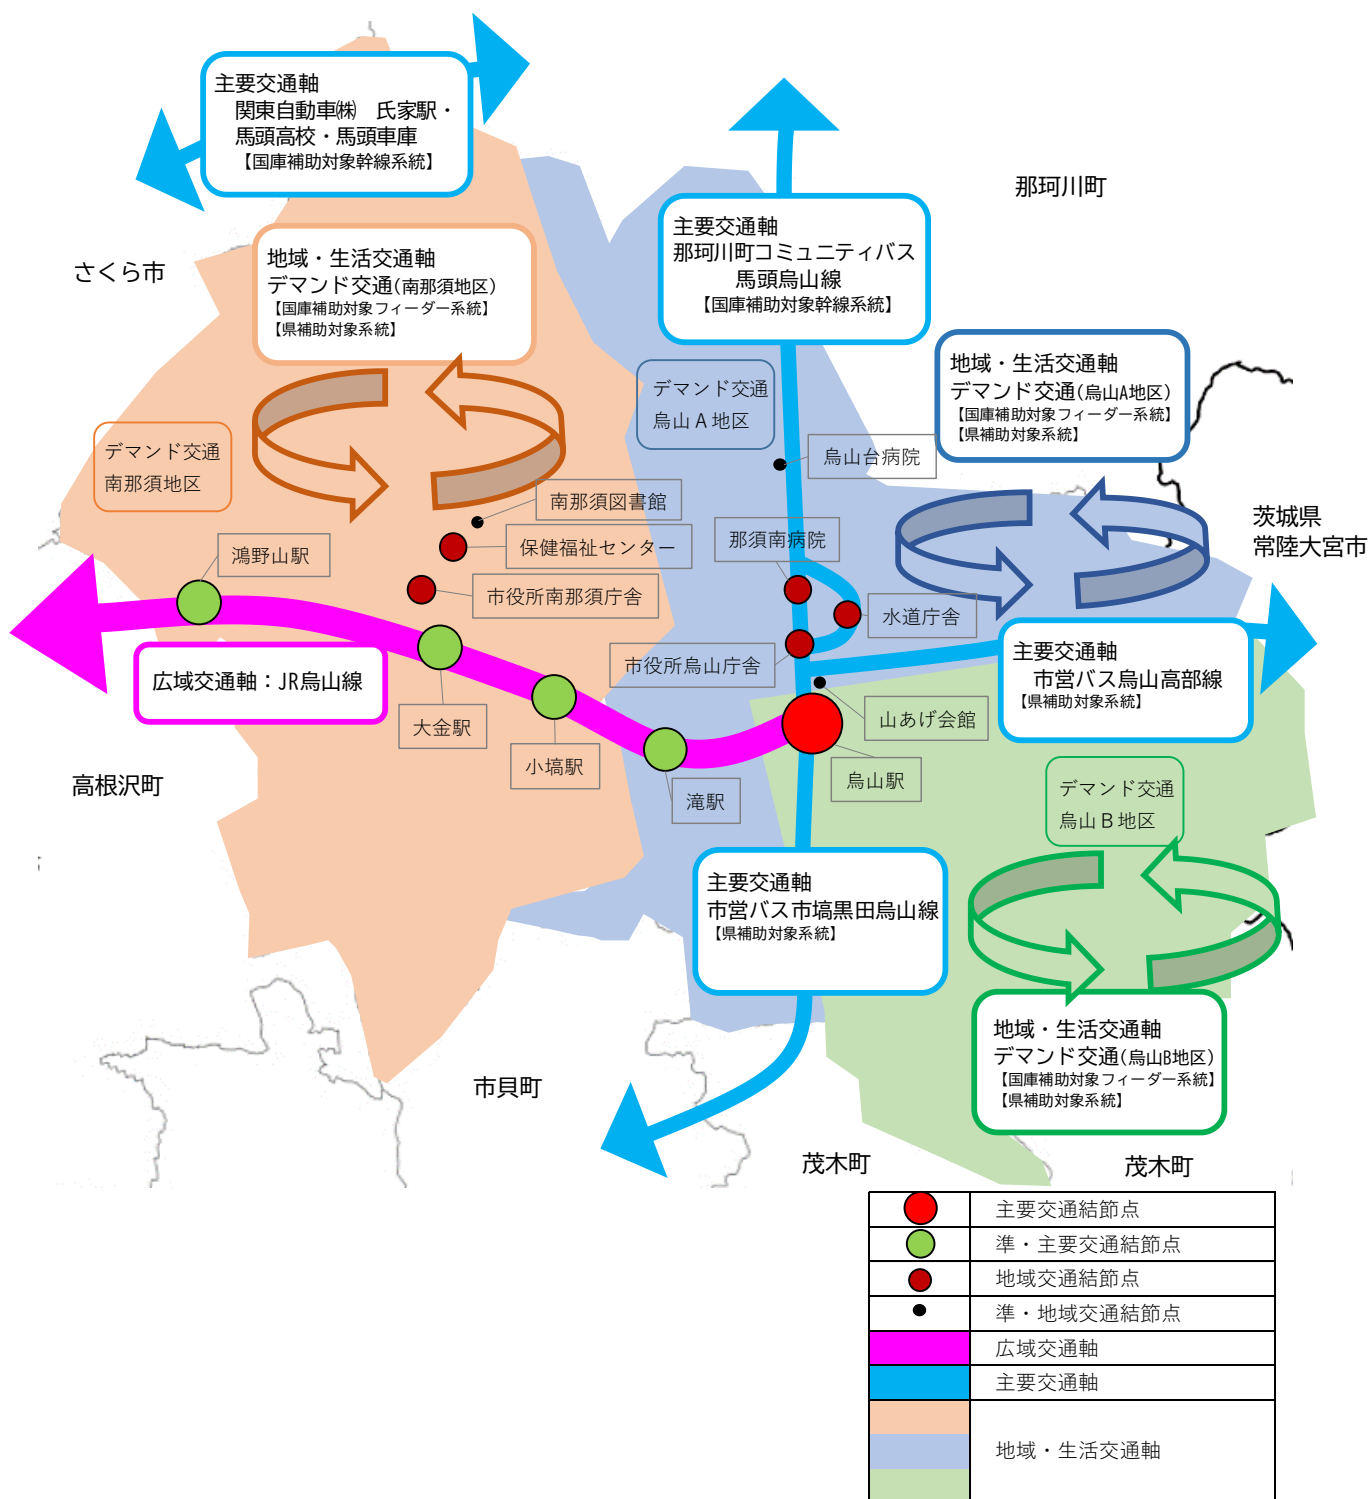 主要交通軸
関東自動車㈱　氏家駅・
馬頭高校・馬頭車庫
【国庫補助対象幹線系統】
那珂川町
主要交通軸
那珂川町コミュニティバス
馬頭烏山線
【国庫補助対象幹線系統】
さくら市
地域・生活交通軸
デマンド交通(南那須地区)
【国庫補助対象フィーダー系統】
【県補助対象系統】
地域・生活交通軸
デマンド交通(烏山A地区)
【国庫補助対象フィーダー系統】
【県補助対象系統】
デマンド交通
烏山Ａ地区
デマンド交通
南那須地区
烏山台病院
南那須図書館
茨城県
常陸大宮市
那須南病院
保健福祉センター
鴻野山駅
市役所南那須庁舎
水道庁舎
市役所烏山庁舎
主要交通軸
市営バス烏山高部線
【県補助対象系統】
広域交通軸：JR烏山線
山あげ会館
大金駅
小塙駅
滝駅
烏山駅
高根沢町
デマンド交通
烏山Ｂ地区
主要交通軸
市営バス市塙黒田烏山線
【県補助対象系統】
地域・生活交通軸
デマンド交通(烏山B地区)
【国庫補助対象フィーダー系統】
【県補助対象系統】
市貝町
茂木町
茂木町
主要交通結節点
準・主要交通結節点
地域交通結節点
準・地域交通結節点
広域交通軸
主要交通軸
地域・生活交通軸